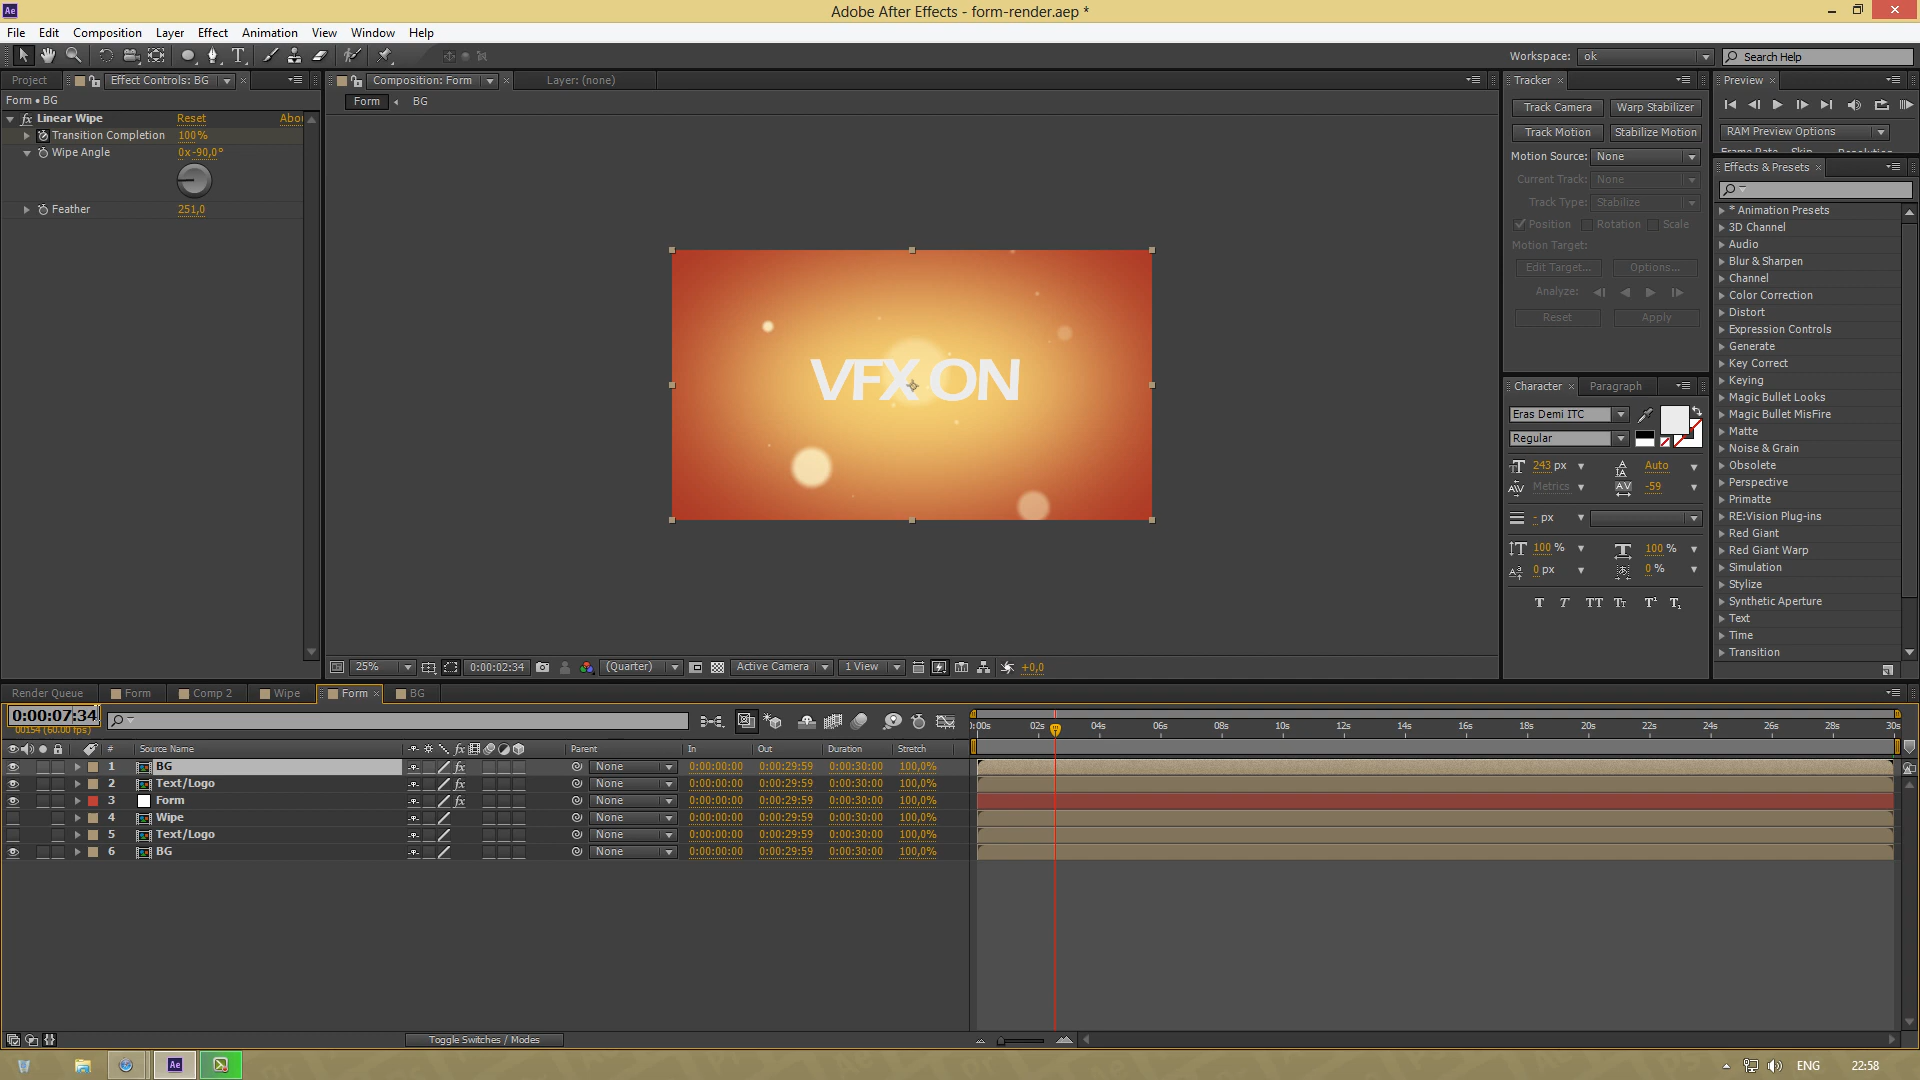 Adobe After Effects - form-render.aep *
File Edit Composition Layer Effect Animation View Window Help
Workspace: ok Search Help
Project Effect Controls: BG
Form • BG
Linear Wipe Reset Abou
Transition Completion 100%
Wipe Angle 0x-90,0°
Feather 251,0
Composition: Form Layer: (none)
Form BG
VFX ON
25% 0:00:02:34 (Quarter) Active Camera 1 View +0,0
Tracker
Track Camera Warp Stabilizer
Track Motion Stabilize Motion
Motion Source: None
Current Track: None
Track Type: Stabilize
Position Rotation Scale
Motion Target:
Edit Target... Options...
Analyze:
Reset Apply
Character Paragraph
Eras Demi ITC
Regular
243 px Auto
Metrics -59
- px
100 % 100 %
0 px 0 %
T T TT Tt T¹ T₁
Preview
RAM Preview Options
Frame Rate Skip Resolution
Effects & Presets
* Animation Presets
3D Channel
Audio
Blur & Sharpen
Channel
Color Correction
Distort
Expression Controls
Generate
Key Correct
Keying
Magic Bullet Looks
Magic Bullet MisFire
Matte
Noise & Grain
Obsolete
Perspective
Primatte
RE:Vision Plug-ins
Red Giant
Red Giant Warp
Simulation
Stylize
Synthetic Aperture
Text
Time
Transition
Render Queue Form Comp 2 Wipe Form BG
0:00:07:34
00154 (60.00 fps)
:00s 02s 04s 06s 08s 10s 12s 14s 16s 18s 20s 22s 24s 26s 28s 30s
# Source Name Parent In Out Duration Stretch
1 BG None 0:00:00:00 0:00:29:59 0:00:30:00 100,0%
2 Text/Logo None 0:00:00:00 0:00:29:59 0:00:30:00 100,0%
3 Form None 0:00:00:00 0:00:29:59 0:00:30:00 100,0%
4 Wipe None 0:00:00:00 0:00:29:59 0:00:30:00 100,0%
5 Text/Logo None 0:00:00:00 0:00:29:59 0:00:30:00 100,0%
6 BG None 0:00:00:00 0:00:29:59 0:00:30:00 100,0%
Toggle Switches / Modes
Ae ENG 22:58